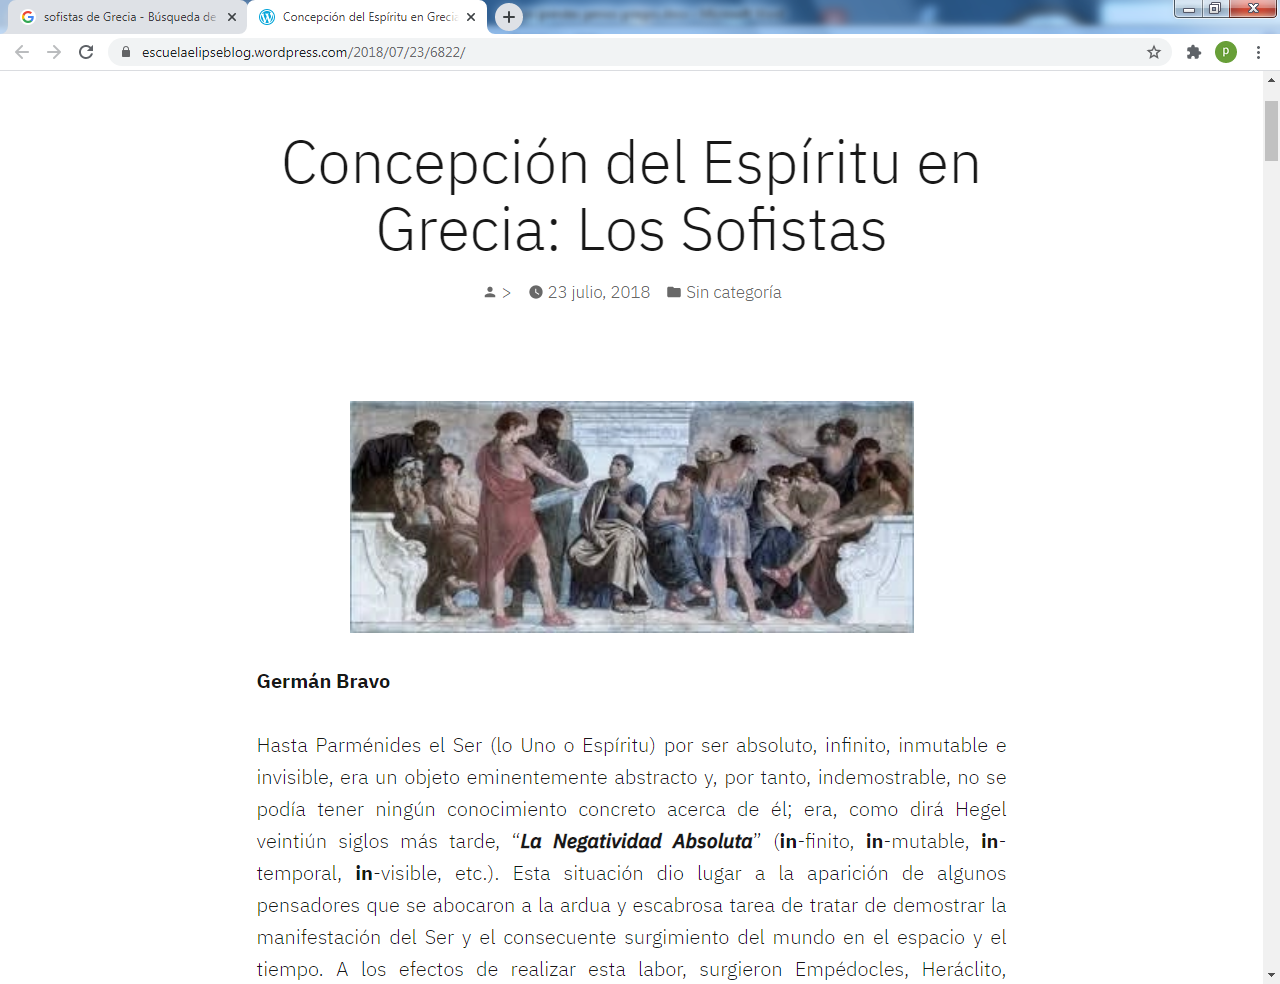 sofistas de Grecia - Búsqueda de
Concepción del Espíritu en Grecia
escuelaelipseblog.wordpress.com/2018/07/23/6822/
P
Concepción del Espíritu en
Grecia: Los Sofistas
> 23 julio, 2018 Sin categoría
Germán Bravo
Hasta Parménides el Ser (lo Uno o Espíritu) por ser absoluto, infinito, inmutable e
invisible, era un objeto eminentemente abstracto y, por tanto, indemostrable, no se
podía tener ningún conocimiento concreto acerca de él; era, como dirá Hegel
veintiún siglos más tarde, “La Negatividad Absoluta” (in-finito, in-mutable, in-
temporal, in-visible, etc.). Esta situación dio lugar a la aparición de algunos
pensadores que se abocaron a la ardua y escabrosa tarea de tratar de demostrar la
manifestación del Ser y el consecuente surgimiento del mundo en el espacio y el
tiempo. A los efectos de realizar esta labor, surgieron Empédocles, Heráclito,